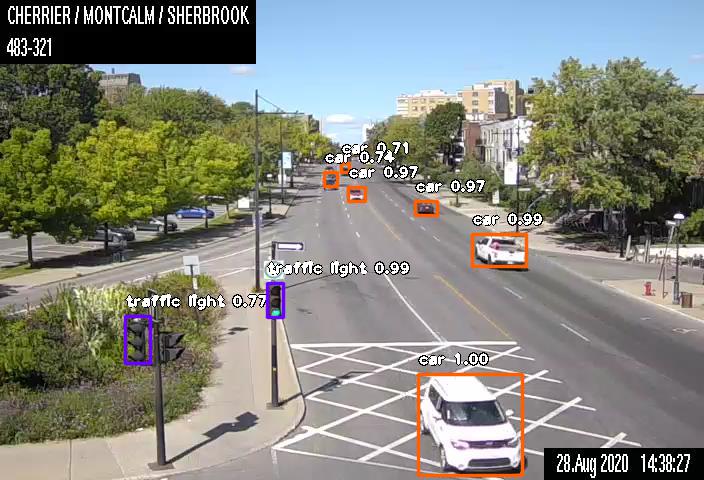 CHERRIER / MONTCALM / SHERBROOK
483-321
car 0.71
car 0.74
car 0.97
car 0.97
car 0.99
traffic light 0.99
traffic light 0.77
car 1.00
28.Aug 2020 14:38:27